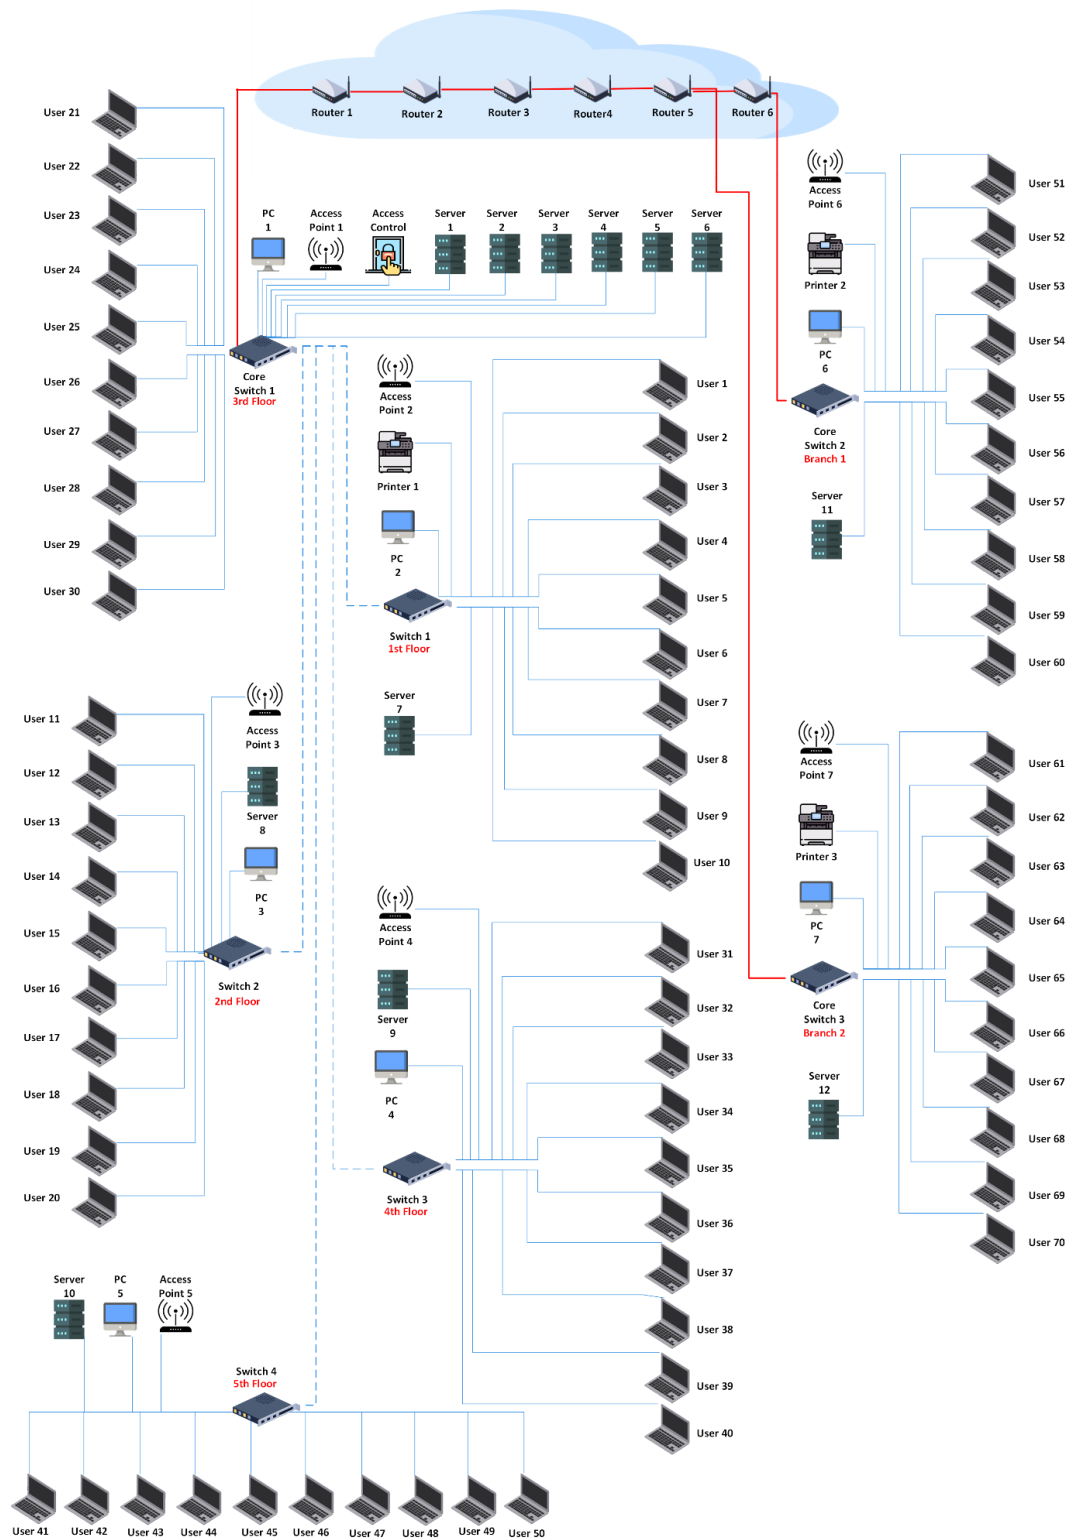 Router 1
Router 2
Router 3
Router4
Router 5
Router 6
User 21
User 22
User 23
User 24
User 25
User 26
User 27
User 28
User 29
User 30
PC
1
Access
Point 1
Access
Control
Server
1
Server
2
Server
3
Server
4
Server
5
Server
6
Core
Switch 1
3rd Floor
Access
Point 2
Printer 1
PC
2
Switch 1
1st Floor
Server
7
User 1
User 2
User 3
User 4
User 5
User 6
User 7
User 8
User 9
User 10
Access
Point 6
Printer 2
PC
6
Core
Switch 2
Branch 1
Server
11
User 51
User 52
User 53
User 54
User 55
User 56
User 57
User 58
User 59
User 60
User 11
User 12
User 13
User 14
User 15
User 16
User 17
User 18
User 19
User 20
Access
Point 3
Server
8
PC
3
Switch 2
2nd Floor
Access
Point 4
Server
9
PC
4
Switch 3
4th Floor
User 31
User 32
User 33
User 34
User 35
User 36
User 37
User 38
User 39
User 40
Access
Point 7
Printer 3
PC
7
Core
Switch 3
Branch 2
Server
12
User 61
User 62
User 63
User 64
User 65
User 66
User 67
User 68
User 69
User 70
Server
10
PC
5
Access
Point 5
Switch 4
5th Floor
User 41
User 42
User 43
User 44
User 45
User 46
User 47
User 48
User 49
User 50